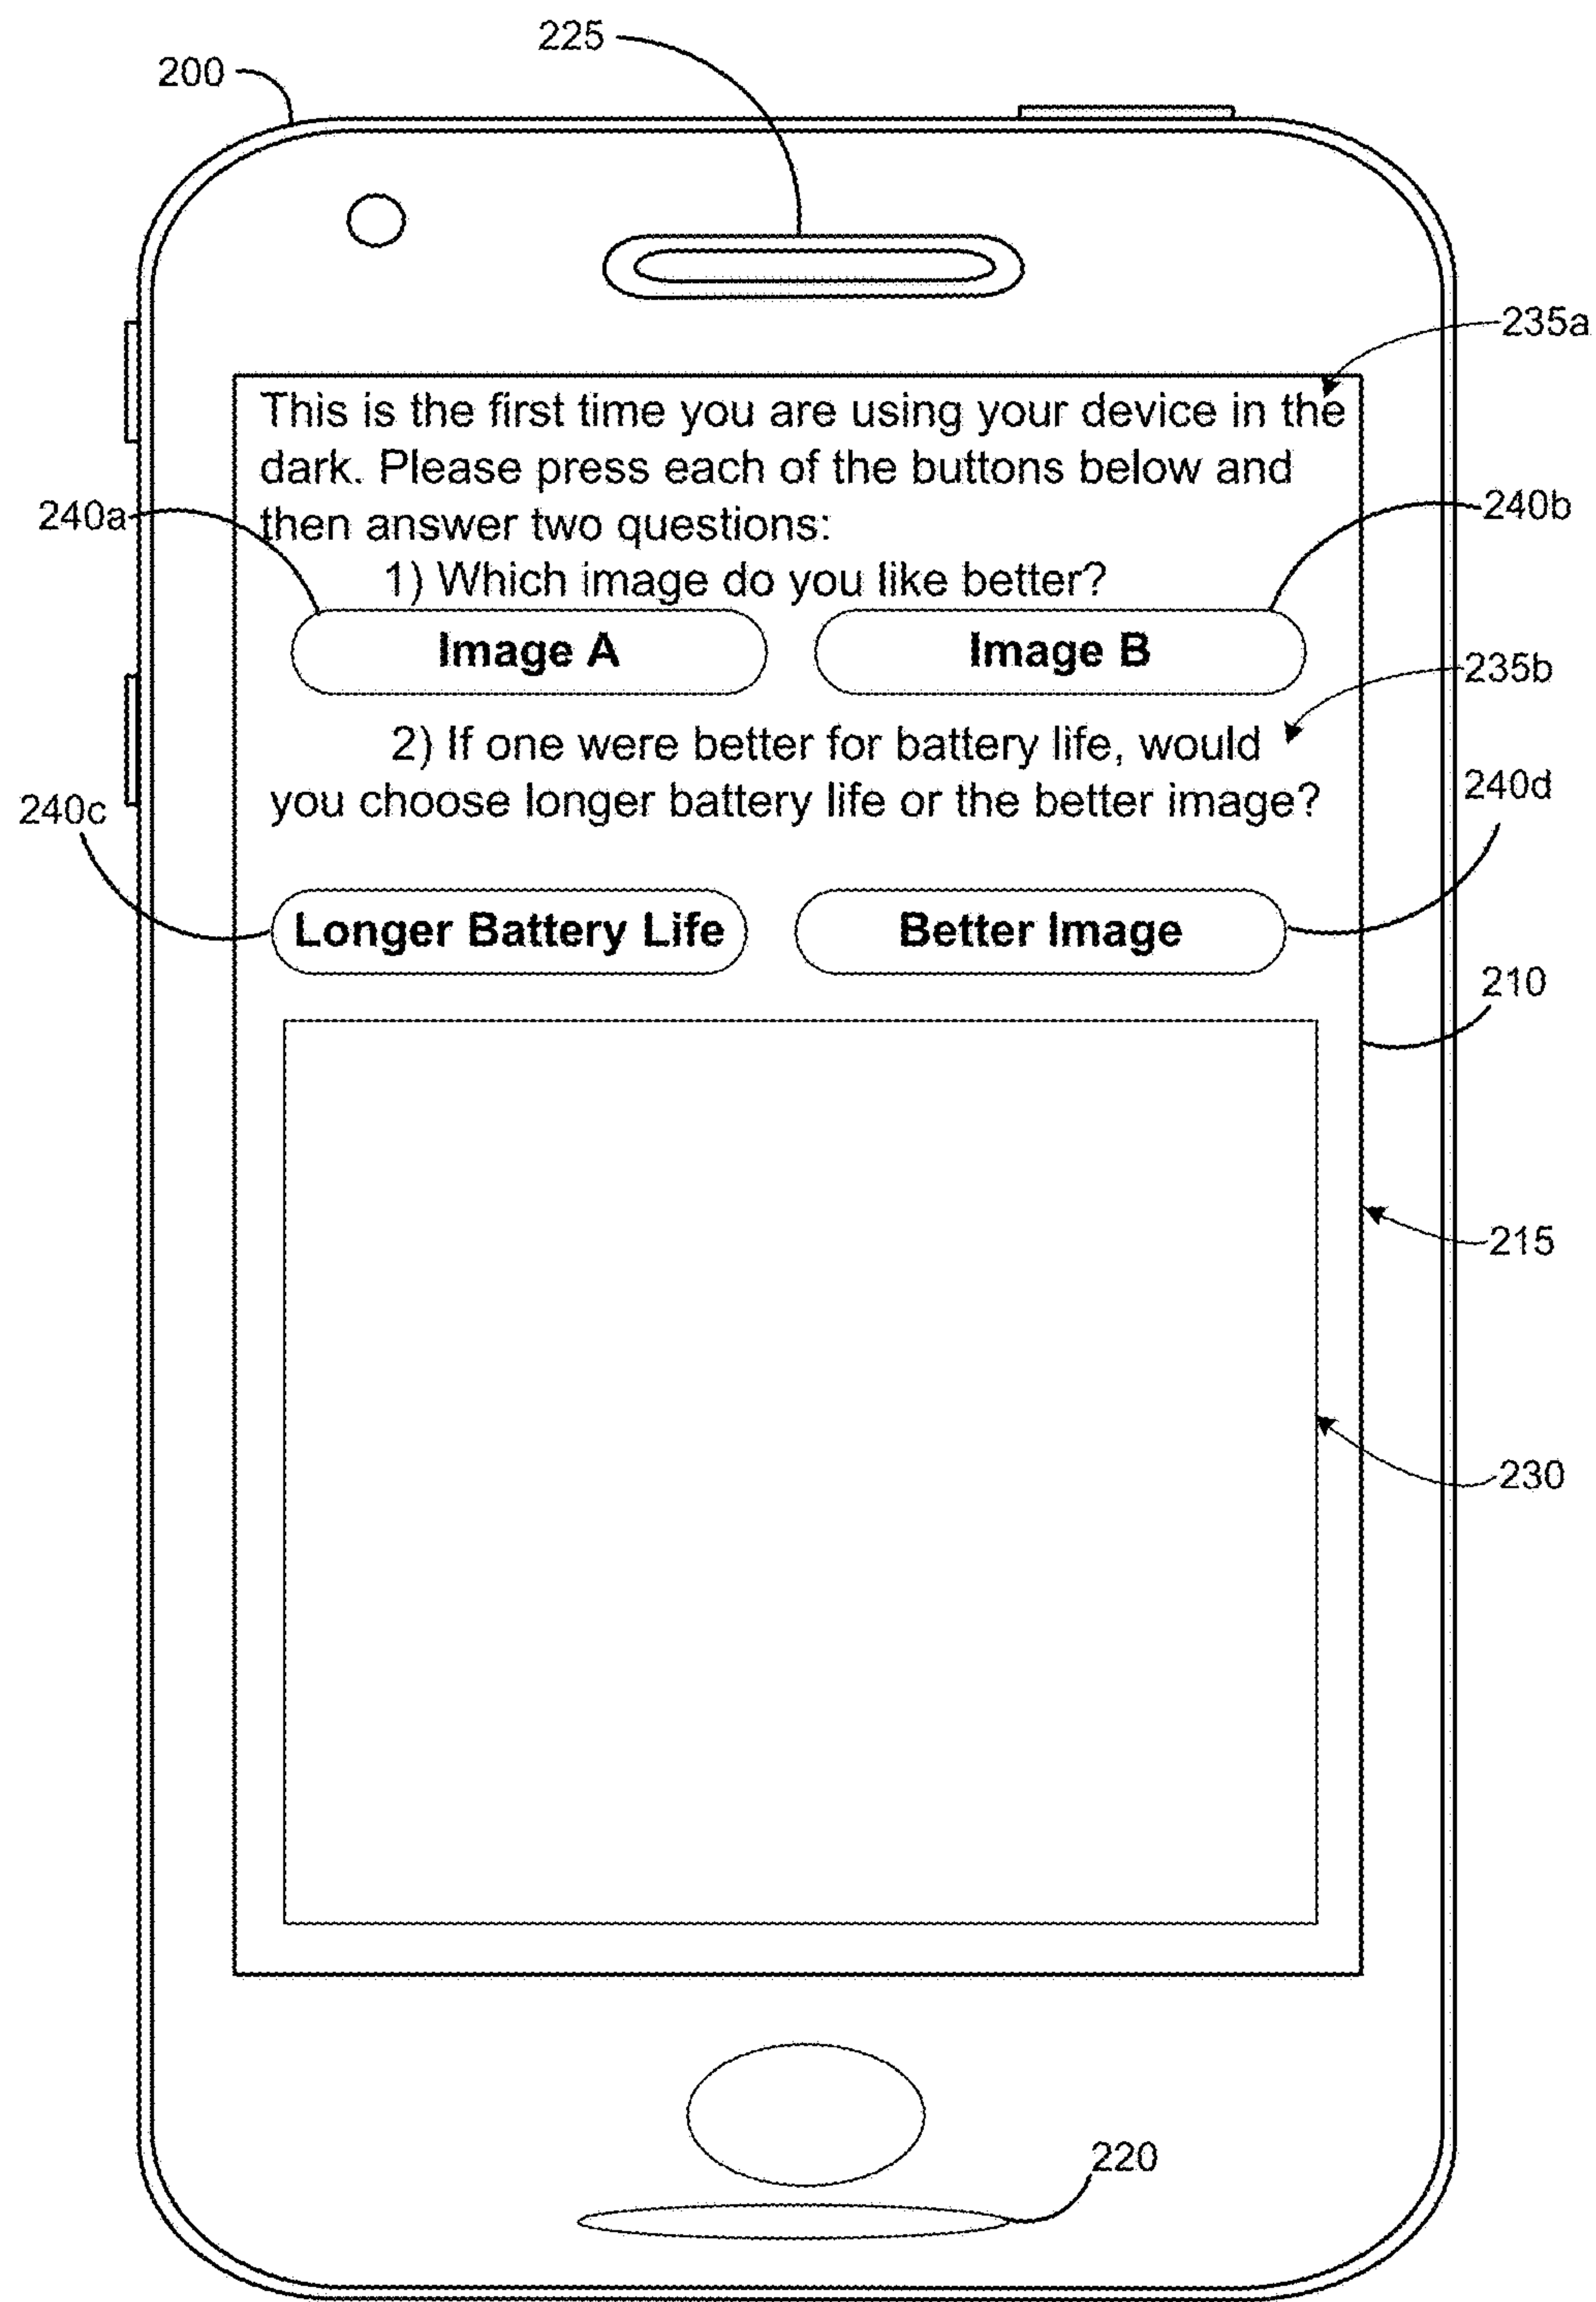 225
200
235a
This is the first time you are using your device in the
dark. Please press each of the buttons below and
240a
240b
then answer two questions:
1) Which image do you like better?
Image A
Image B
235b
2) If one were better for battery life, would
240d
240c
you choose longer battery life or the better image?
Longer Battery Life
Better Image
210
215
230
220